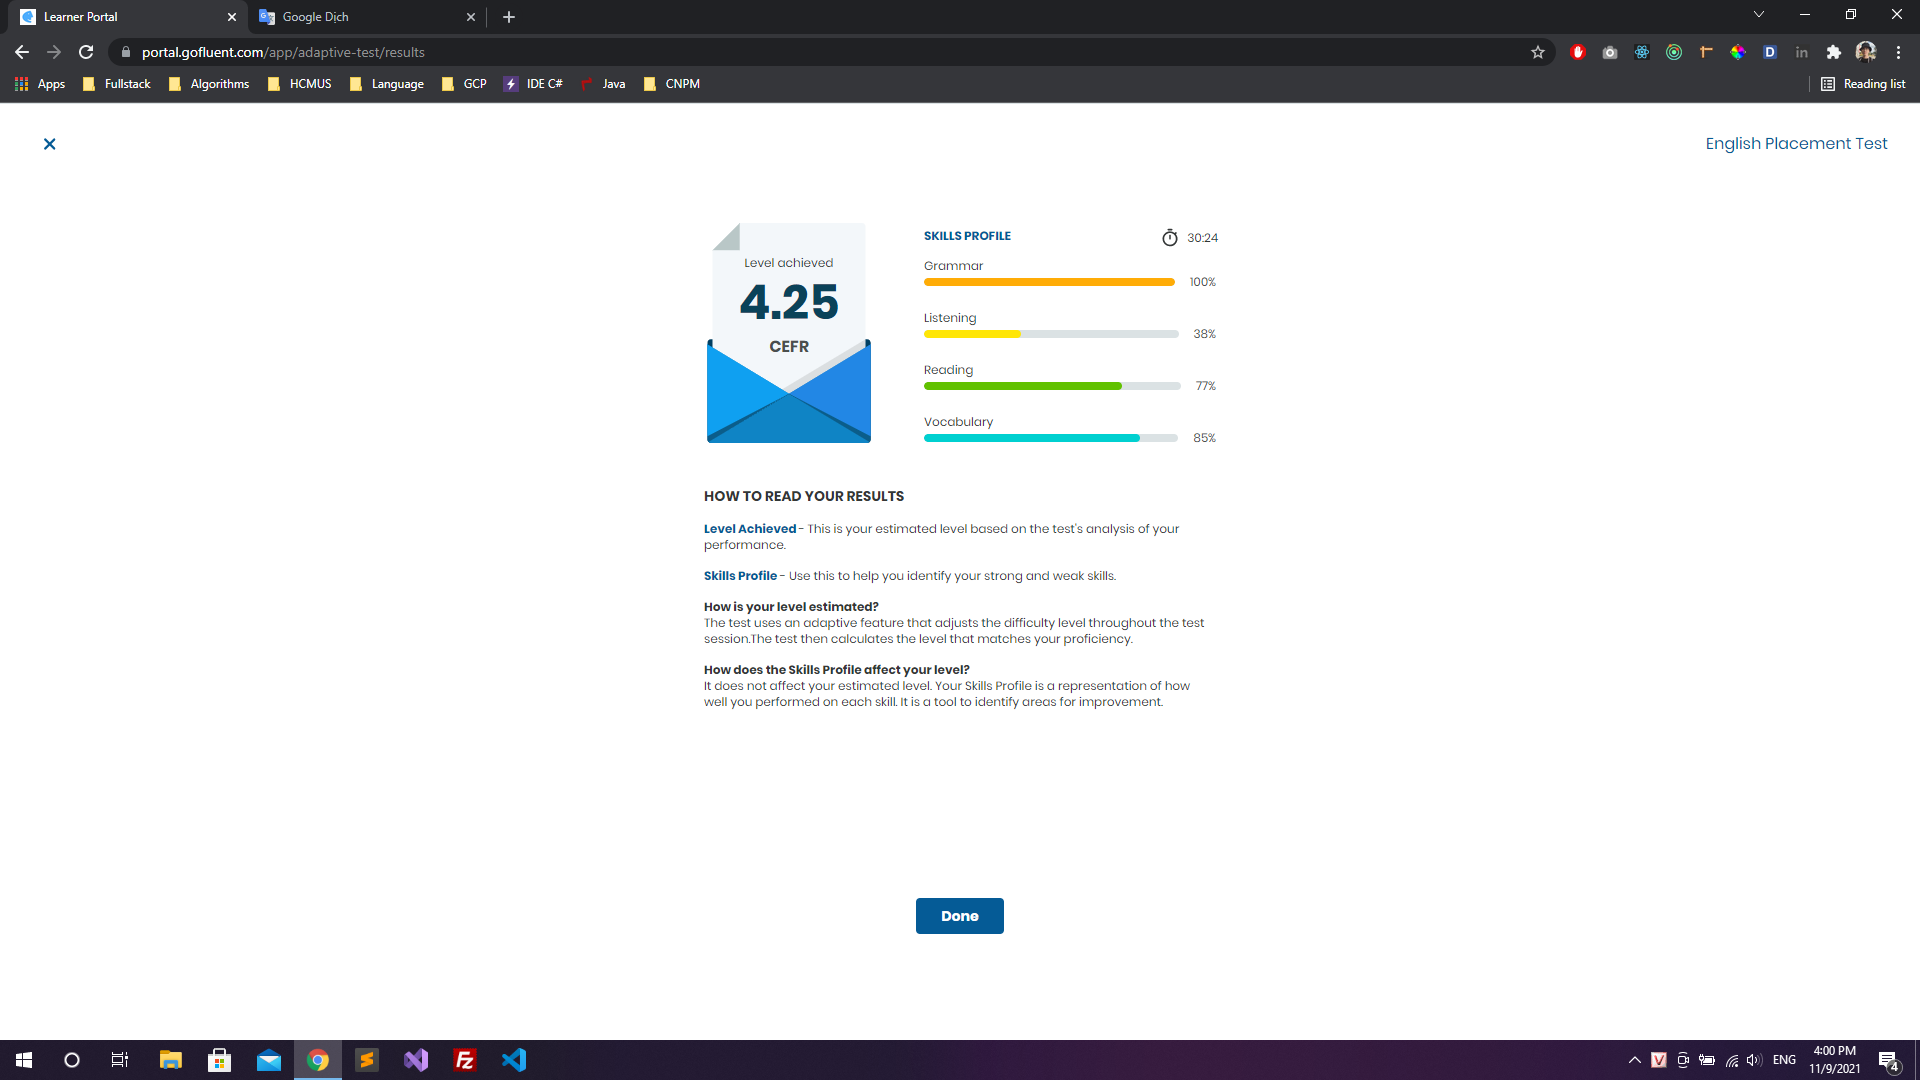 Learner Portal
Google Dịch
portal.gofluent.com/app/adaptive-test/results
Apps
Fullstack
Algorithms
HCMUS
Language
GCP
IDE C#
Java
CNPM
Reading list
English Placement Test
Level achieved
4.25
CEFR
SKILLS PROFILE
30:24
Grammar
100%
Listening
38%
Reading
77%
Vocabulary
85%
HOW TO READ YOUR RESULTS
Level Achieved - This is your estimated level based on the test's analysis of your
performance.
Skills Profile - Use this to help you identify your strong and weak skills.
How is your level estimated?
The test uses an adaptive feature that adjusts the difficulty level throughout the test
session.The test then calculates the level that matches your proficiency.
How does the Skills Profile affect your level?
It does not affect your estimated level. Your Skills Profile is a representation of how
well you performed on each skill. It is a tool to identify areas for improvement.
Done
ENG
4:00 PM
11/9/2021
4